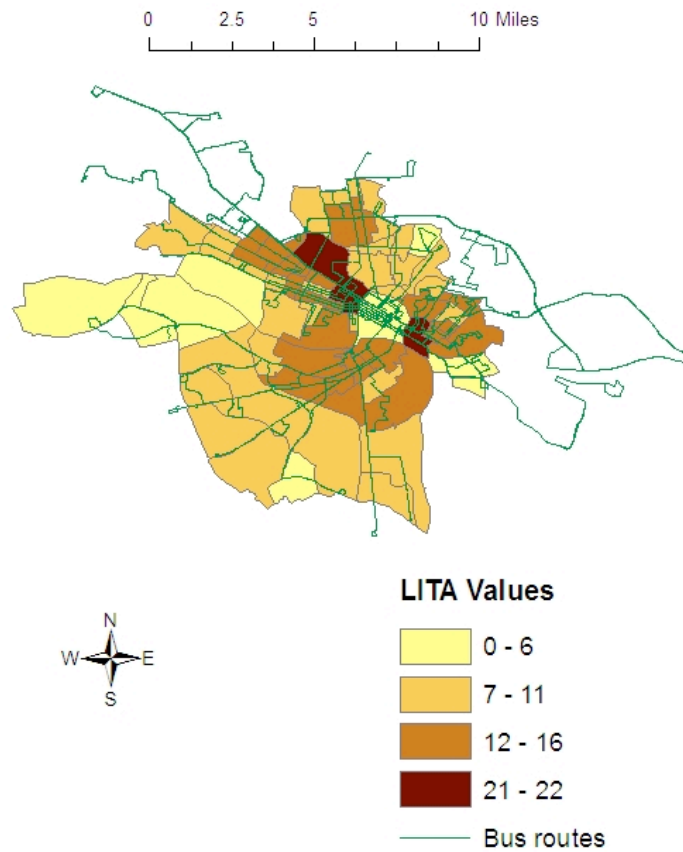 0 2.5 5 10 Miles
LITA Values
N
W E
S
0 - 6
7 - 11
12 - 16
21 - 22
Bus routes